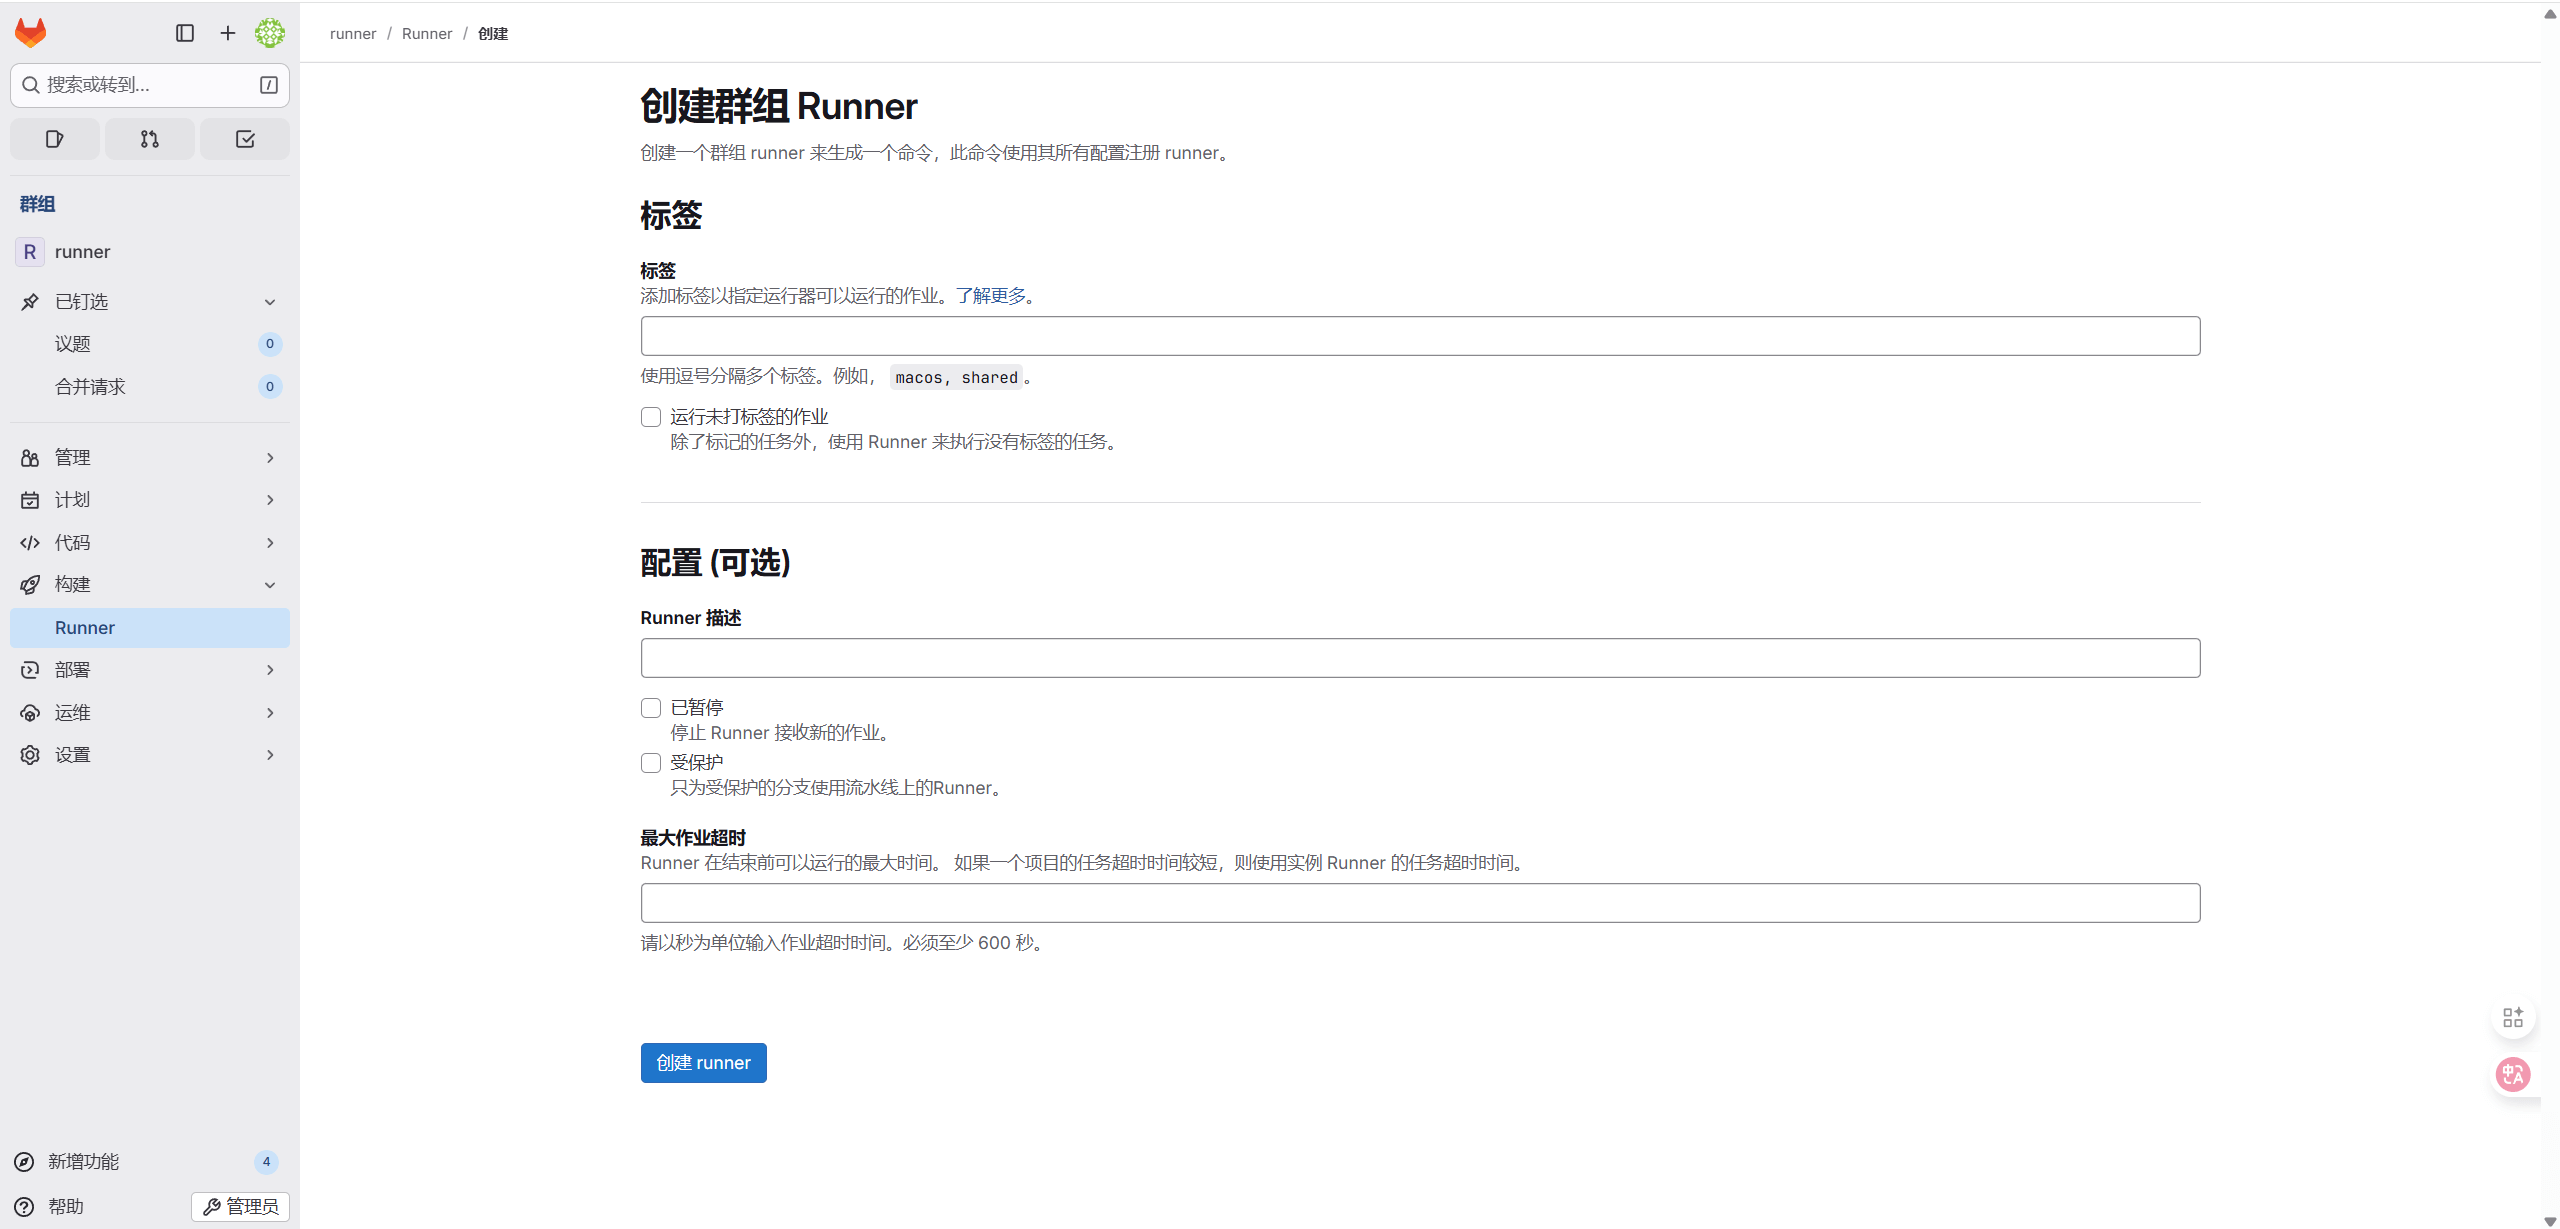 runner / Runner / 创建
搜索或转到...
/
群组
R runner
已钉选
议题 0
合并请求 0
管理
计划
代码
构建
Runner
部署
运维
设置
新增功能 4
帮助
管理员
创建群组 Runner
创建一个群组 runner 来生成一个命令，此命令使用其所有配置注册 runner。
标签
标签
添加标签以指定运行器可以运行的作业。了解更多。
使用逗号分隔多个标签。例如， macos, shared。
运行未打标签的作业
除了标记的任务外，使用 Runner 来执行没有标签的任务。
配置 (可选)
Runner 描述
已暂停
停止 Runner 接收新的作业。
受保护
只为受保护的分支使用流水线上的Runner。
最大作业超时
Runner 在结束前可以运行的最大时间。 如果一个项目的任务超时时间较短，则使用实例 Runner 的任务超时时间。
请以秒为单位输入作业超时时间。必须至少 600 秒。
创建 runner
中A